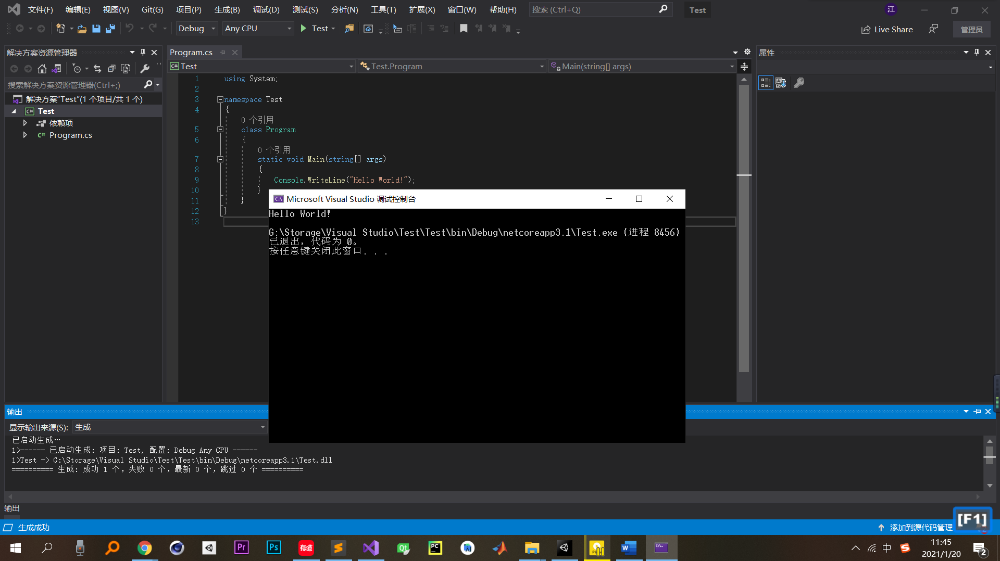 文件(F) 编辑(E) 视图(V) Git(G) 项目(P) 生成(B) 调试(D) 测试(S) 分析(N) 工具(T) 扩展(X) 窗口(W) 帮助(H) 搜索 (Ctrl+Q) Test 江
Debug Any CPU Test Live Share 管理员
解决方案资源管理器
搜索解决方案资源管理器(Ctrl+;)
解决方案"Test"(1 个项目/共 1 个)
C# Test
依赖项
C# Program.cs
Program.cs
C# Test Test.Program Main(string[] args)
1 using System;
2
3 namespace Test
4 {
0 个引用
5 class Program
6 {
0 个引用
7 static void Main(string[] args)
8 {
9 Console.WriteLine("Hello World!");
10 }
11 }
12 }
13
属性
C:\ Microsoft Visual Studio 调试控制台
Hello World!
G:\Storage\Visual Studio\Test\Test\bin\Debug\netcoreapp3.1\Test.exe (进程 8456)
已退出，代码为 0。
按任意键关闭此窗口. . .
输出
显示输出来源(S): 生成
已启动生成…
1>------ 已启动生成: 项目: Test, 配置: Debug Any CPU ------
1>Test -> G:\Storage\Visual Studio\Test\Test\bin\Debug\netcoreapp3.1\Test.dll
========== 生成: 成功 1 个，失败 0 个，最新 0 个，跳过 0 个 ==========
输出
生成成功 添加到源代码管理
[F1]
Pr Ps 有道 Qt PC W 中 S 11:45
2021/1/20 2